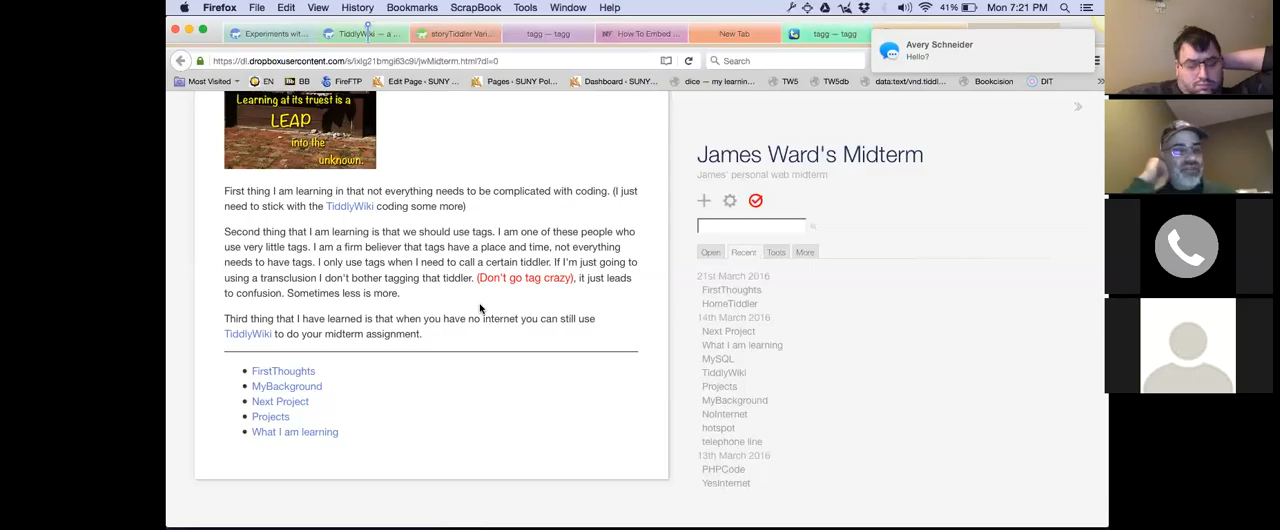 Firefox File Edit View History Bookmarks ScrapBook Tools Window Help
41% Mon 7:21 PM
Experiments wit...
TiddlyWiki — a ...
storyTiddler Van...
tagg — tagg
How To Embed ...
New Tab
tagg — tagg
Avery Schneider
Hello?
Search
Most Visited
EN
BB
FireFTP
Edit Page - SUNY ...
Pages - SUNY Pol...
Dashboard - SUNY...
dice — my learnin...
TW5
TW5db
data:text/vnd.tiddl...
Bookcision
DIT
Learning at its truest is a
LEAP
into the
unknown.
First thing I am learning in that not everything needs to be complicated with coding. (I just
need to stick with the TiddlyWiki coding some more)
Second thing that I am learning is that we should use tags. I am one of these people who
use very little tags. I am a firm believer that tags have a place and time, not everything
needs to have tags. I only use tags when I need to call a certain tiddler. If I'm just going to
using a transclusion I don't bother tagging that tiddler. (Don't go tag crazy), it just leads
to confusion. Sometimes less is more.
Third thing that I have learned is that when you have no internet you can still use
TiddlyWiki to do your midterm assignment.
FirstThoughts
MyBackground
Next Project
Projects
What I am learning
James Ward's Midterm
James' personal web midterm
Open Recent Tools More
21st March 2016
FirstThoughts
HomeTiddler
14th March 2016
Next Project
What I am learning
MySQL
TiddlyWiki
Projects
MyBackground
NoInternet
hotspot
telephone line
13th March 2016
PHPCode
YesInternet